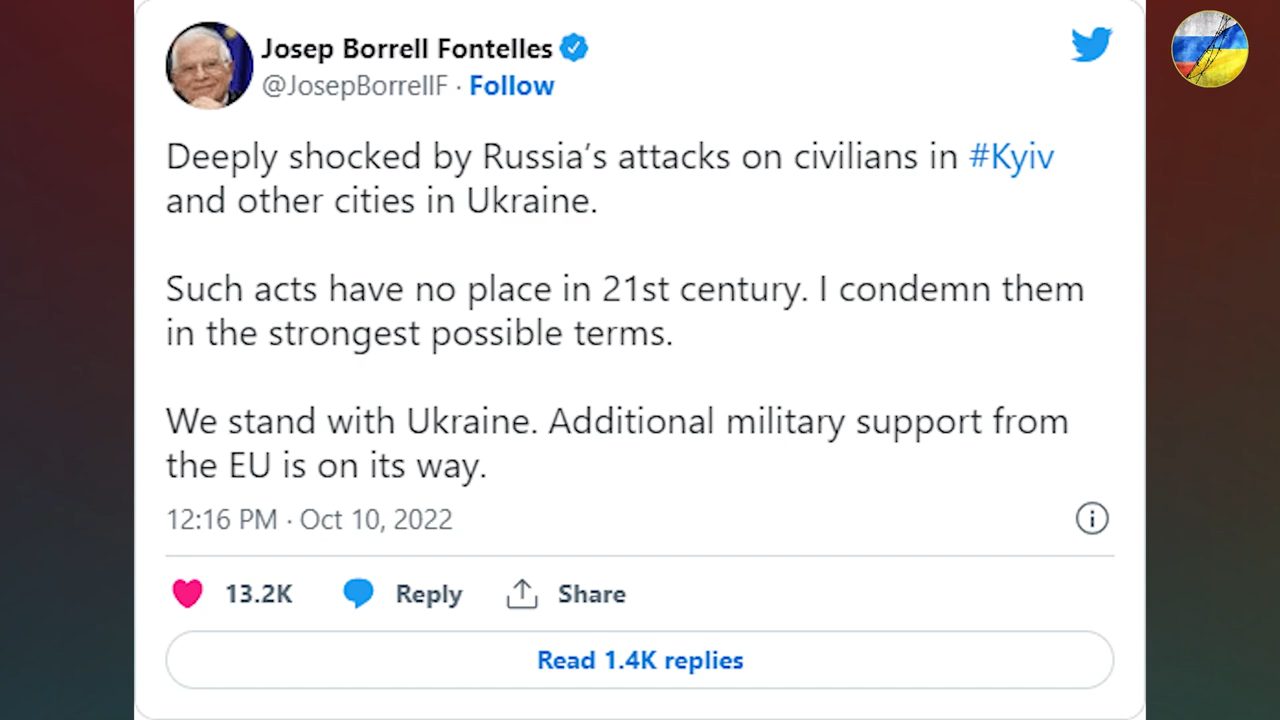 Josep Borrell Fontelles
@JosepBorrellF · Follow
Deeply shocked by Russia’s attacks on civilians in #Kyiv
and other cities in Ukraine.
Such acts have no place in 21st century. I condemn them
in the strongest possible terms.
We stand with Ukraine. Additional military support from
the EU is on its way.
12:16 PM · Oct 10, 2022
13.2K Reply Share
Read 1.4K replies